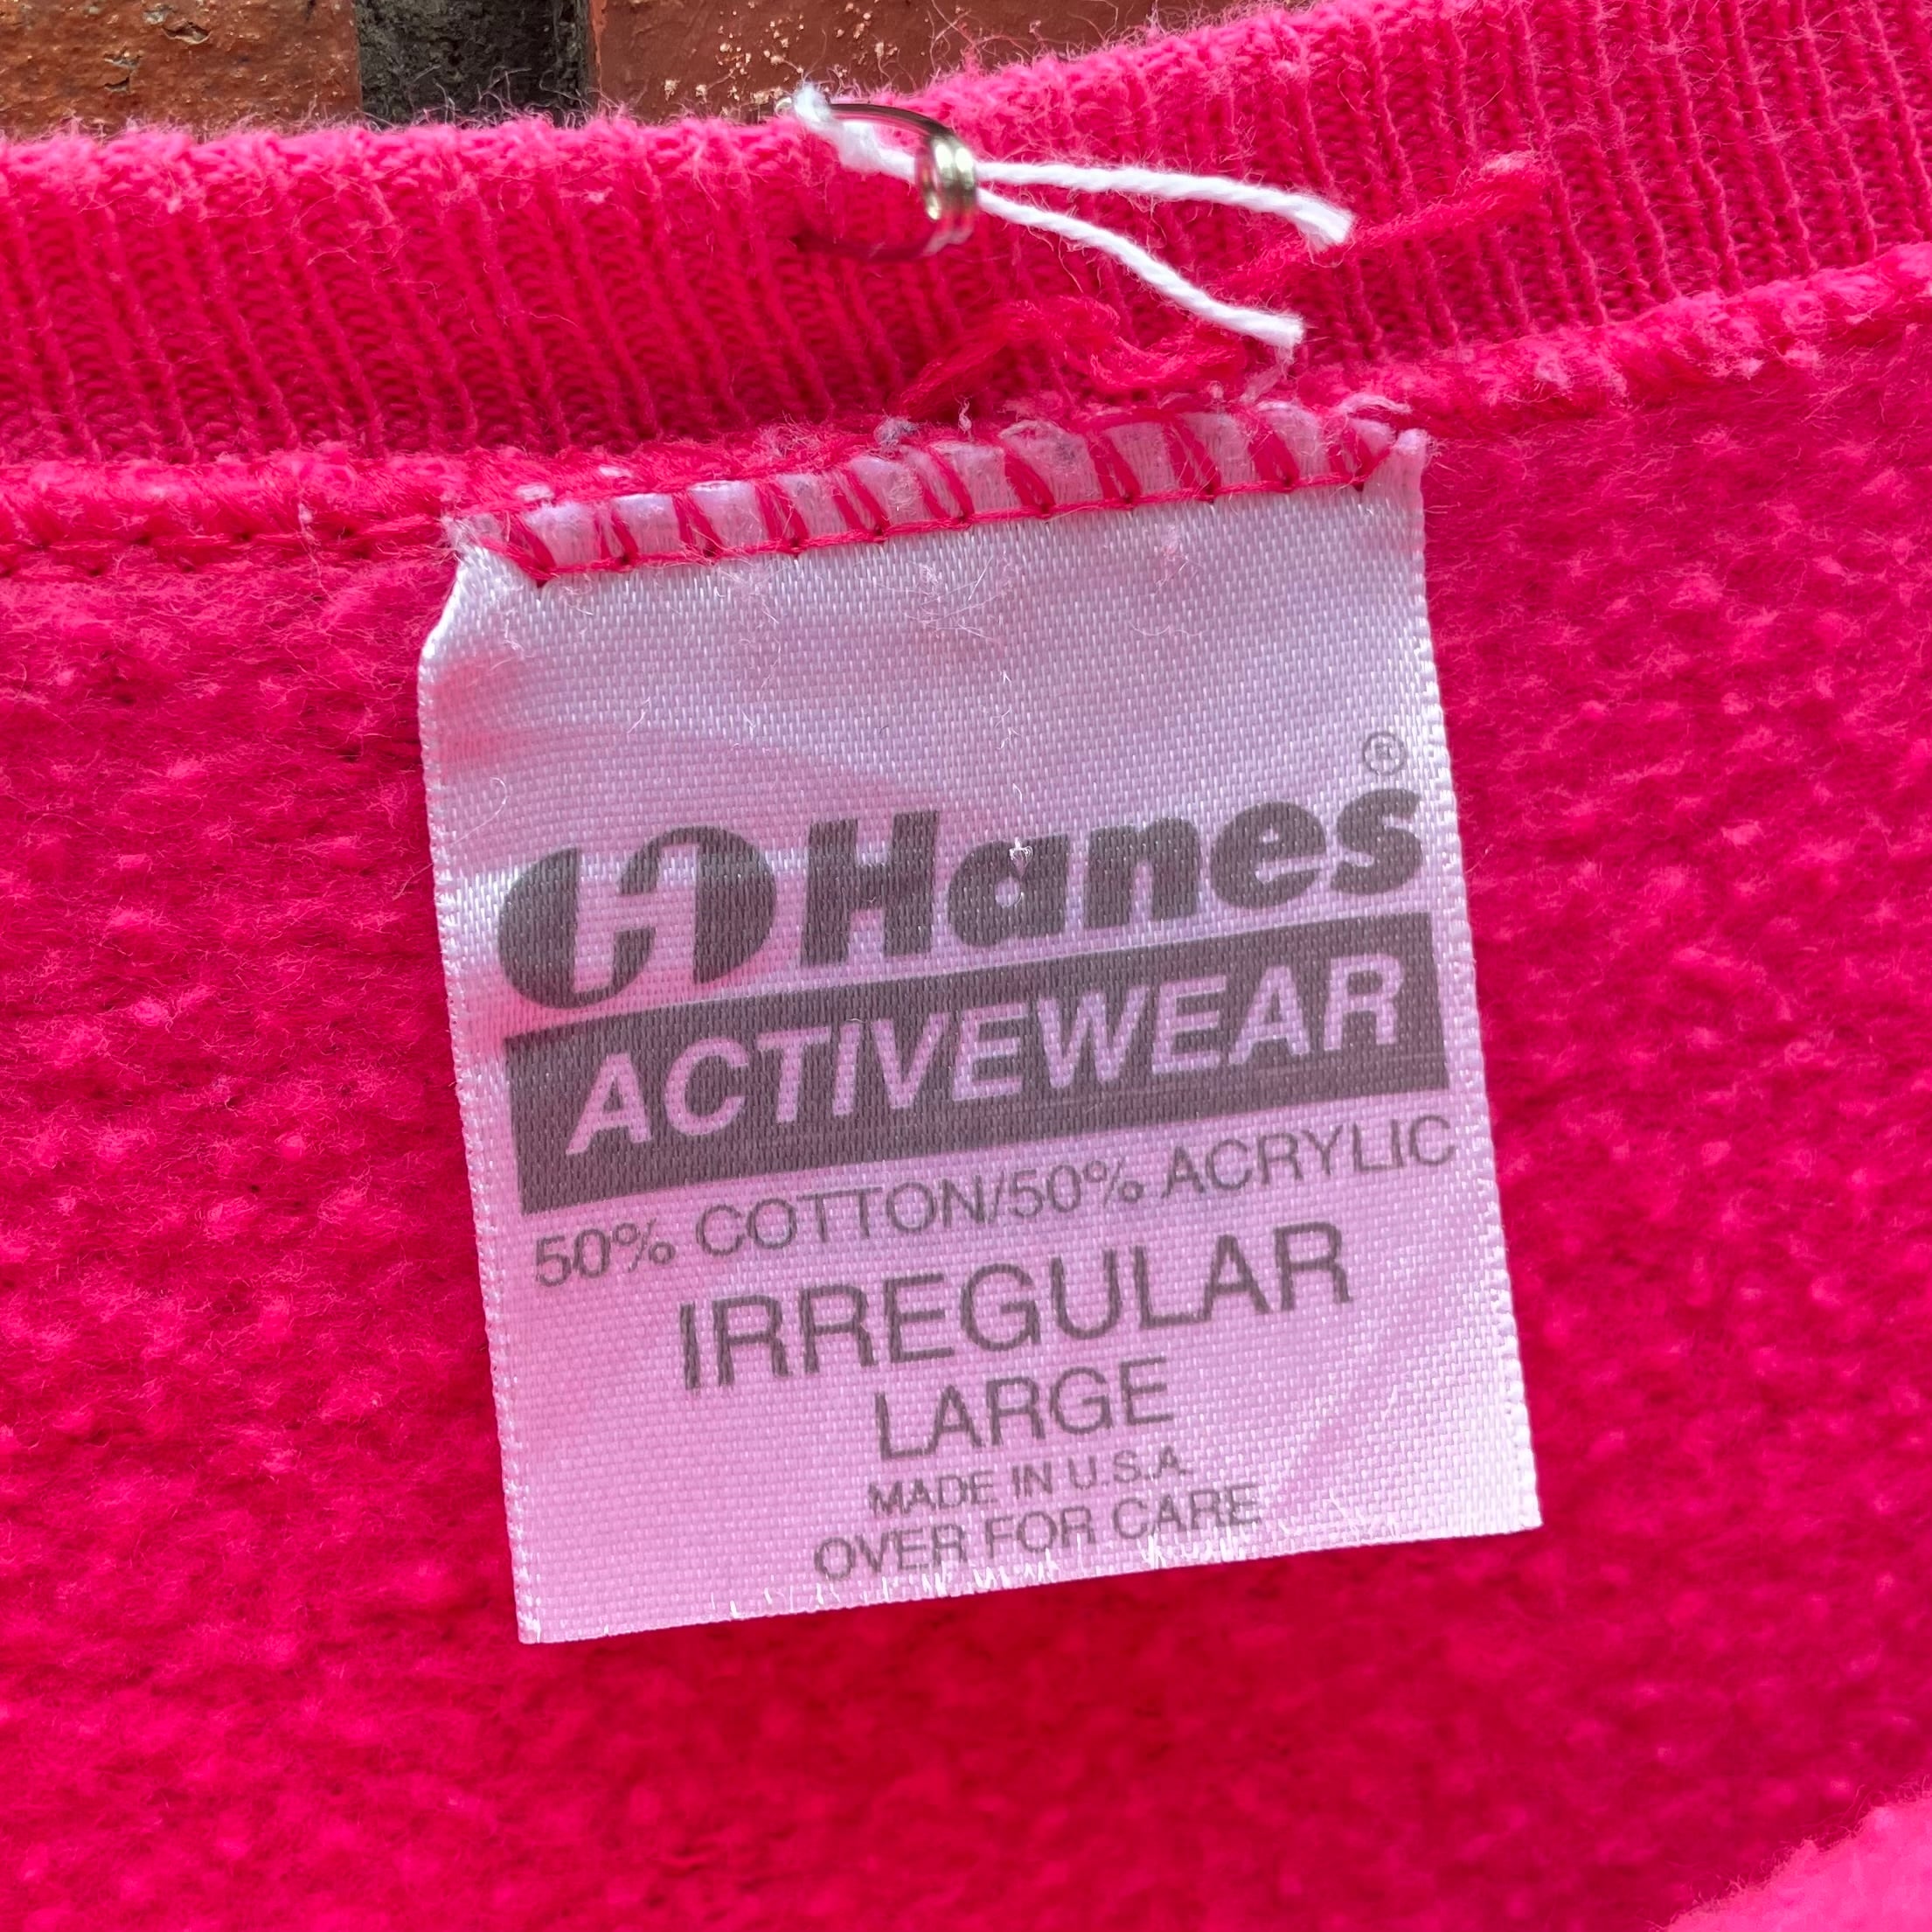 H Hanes®
ACTIVEWEAR
50% COTTON/50% ACRYLIC
IRREGULAR
LARGE
MADE IN U.S.A.
OVER FOR CARE